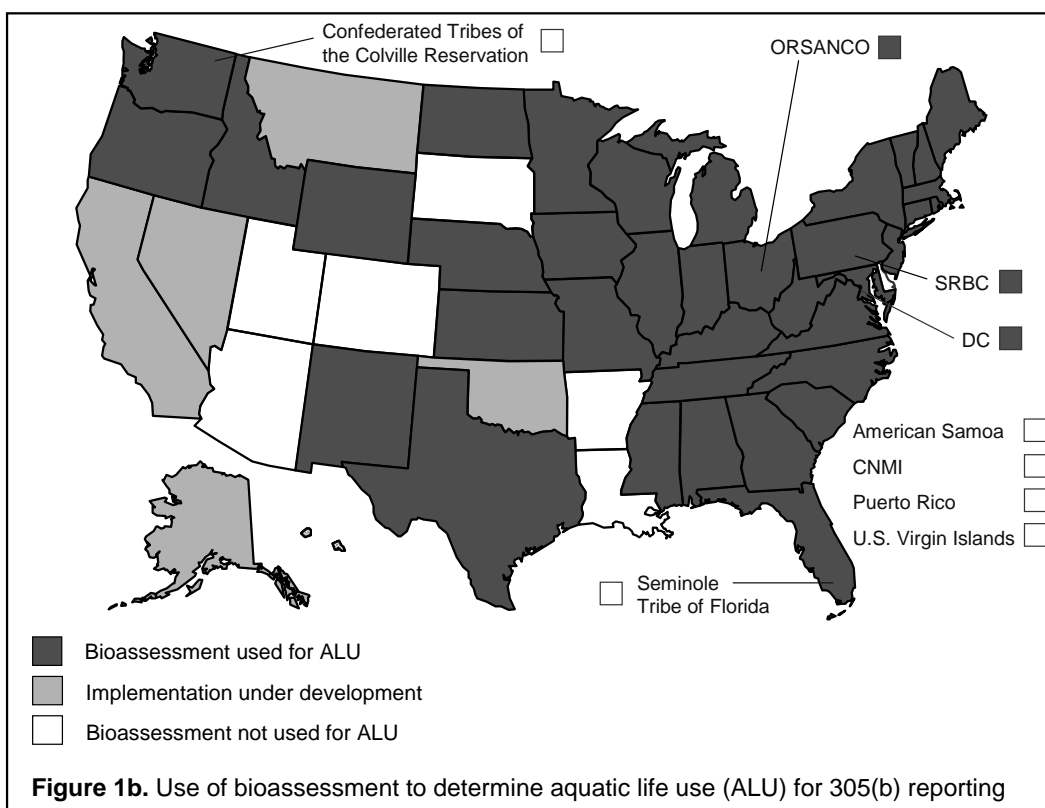 Confederated Tribes of
the Colville Reservation
ORSANCO
SRBC
DC
American Samoa
CNMI
Puerto Rico
U.S. Virgin Islands
Seminole
Tribe of Florida
Bioassessment used for ALU
Implementation under development
Bioassessment not used for ALU
Figure 1b. Use of bioassessment to determine aquatic life use (ALU) for 305(b) reporting